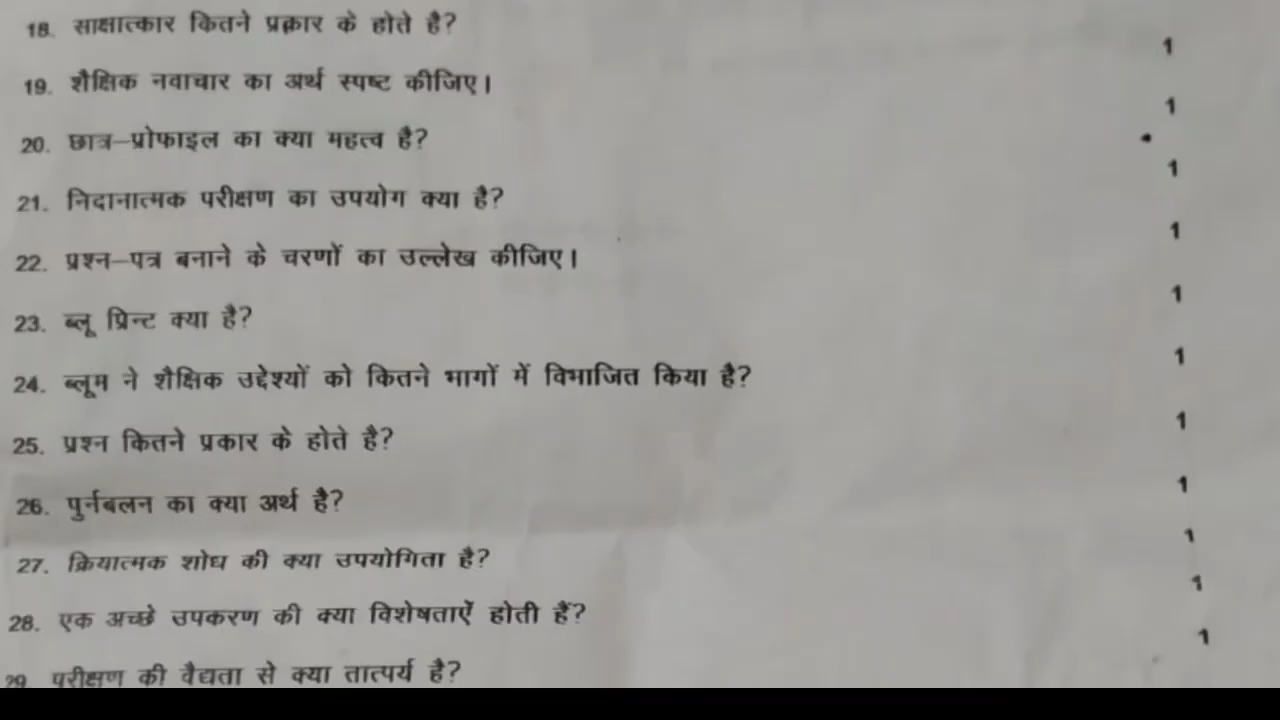 18. साक्षात्कार कितने प्रकार के होते है?
1
19. शैक्षिक नवाचार का अर्थ स्पष्ट कीजिए।
1
20. छात्र–प्रोफाइल का क्या महत्व है?
1
21. निदानात्मक परीक्षण का उपयोग क्या है?
1
22. प्रश्न–पत्र बनाने के चरणों का उल्लेख कीजिए।
1
23. ब्लू प्रिन्ट क्या है?
1
24. ब्लूम ने शैक्षिक उद्देश्यों को कितने भागों में विभाजित किया है?
1
25. प्रश्न कितने प्रकार के होते है?
1
26. पुर्नबलन का क्या अर्थ है?
1
27. क्रियात्मक शोध की क्या उपयोगिता है?
1
28. एक अच्छे उपकरण की क्या विशेषताऐं होती हैं?
1
29. परीक्षण की वैद्यता से क्या तात्पर्य है?